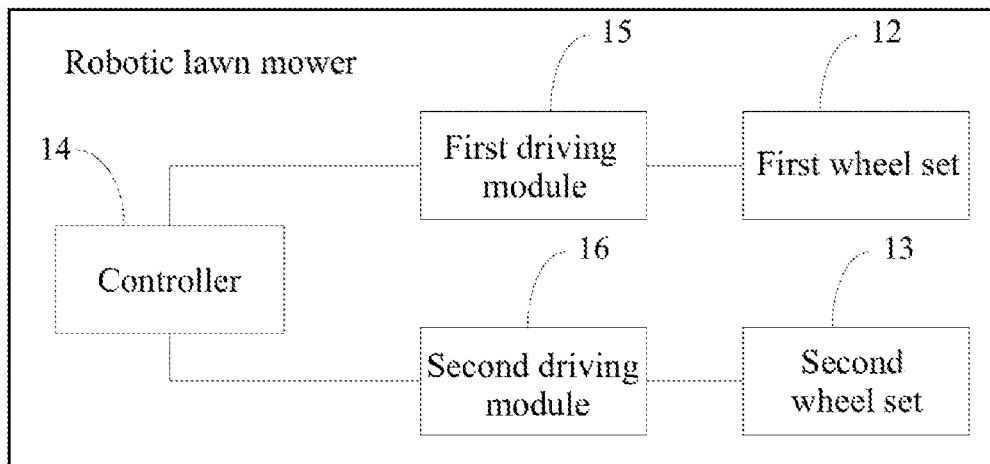 15
12
Robotic lawn mower
14
First driving
module
First wheel set
Controller
16
13
Second driving
module
Second
wheel set